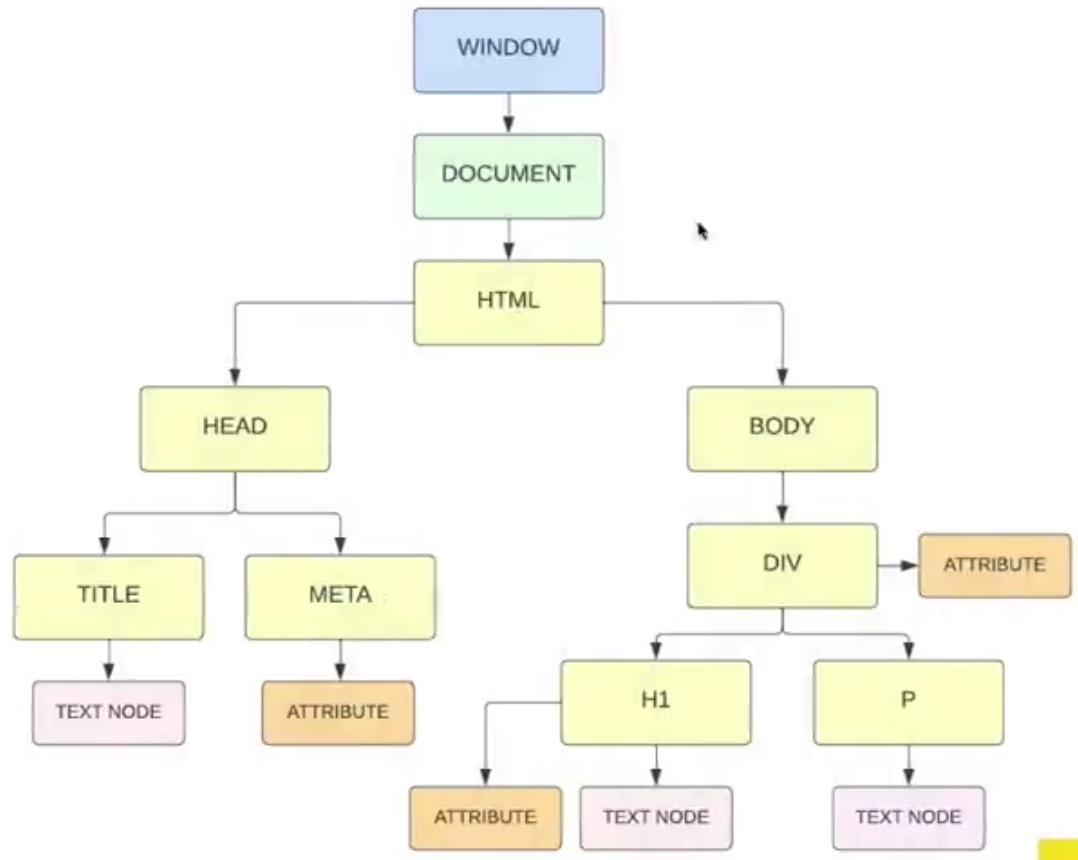 WINDOW
DOCUMENT
HTML
HEAD
BODY
DIV
ATTRIBUTE
TITLE
META
TEXT NODE
ATTRIBUTE
H1
P
ATTRIBUTE
TEXT NODE
TEXT NODE